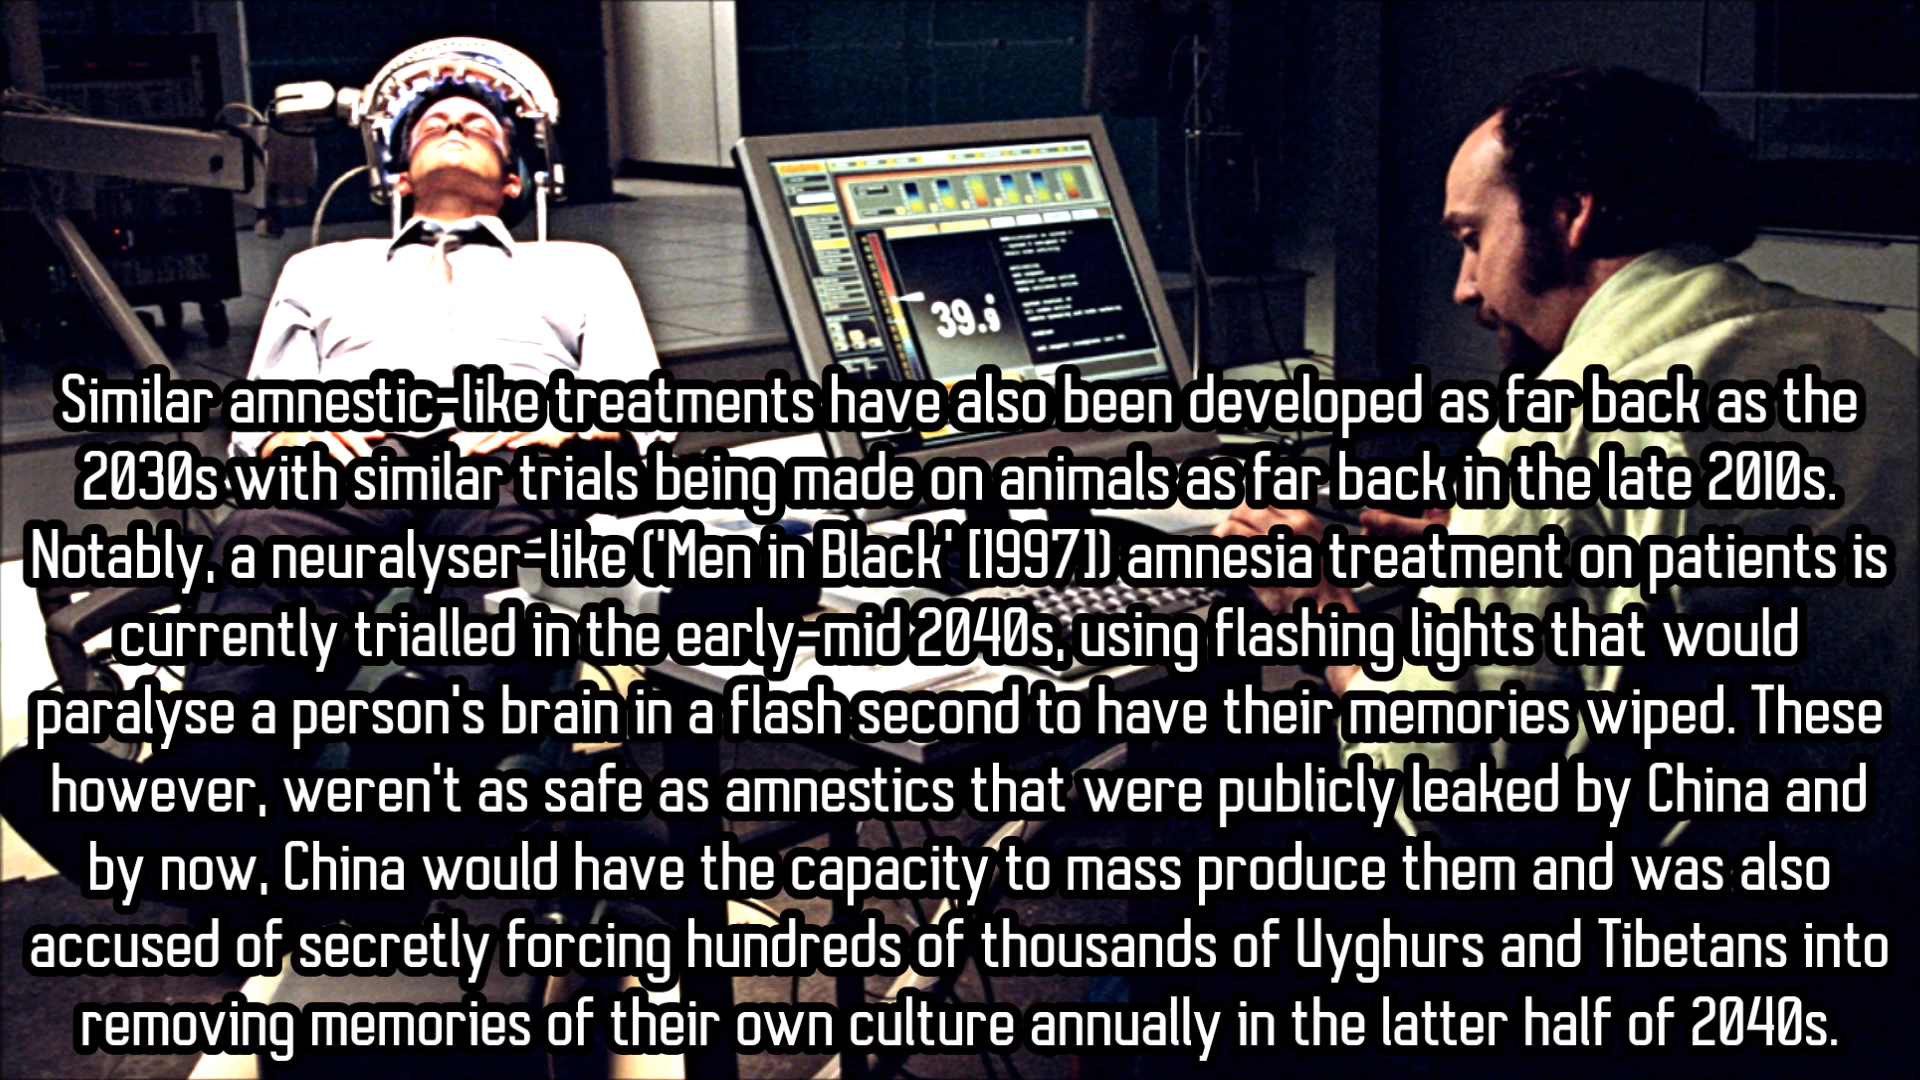 39.9
Similar amnestic-like treatments have also been developed as far back as the
2030s with similar trials being made on animals as far back in the late 2010s.
Notably, a neuralyser-like ('Men in Black' [1997]) amnesia treatment on patients is
currently trialled in the early-mid 2040s, using flashing lights that would
paralyse a person's brain in a flash second to have their memories wiped. These
however, weren't as safe as amnestics that were publicly leaked by China and
by now, China would have the capacity to mass produce them and was also
accused of secretly forcing hundreds of thousands of Uyghurs and Tibetans into
removing memories of their own culture annually in the latter half of 2040s.